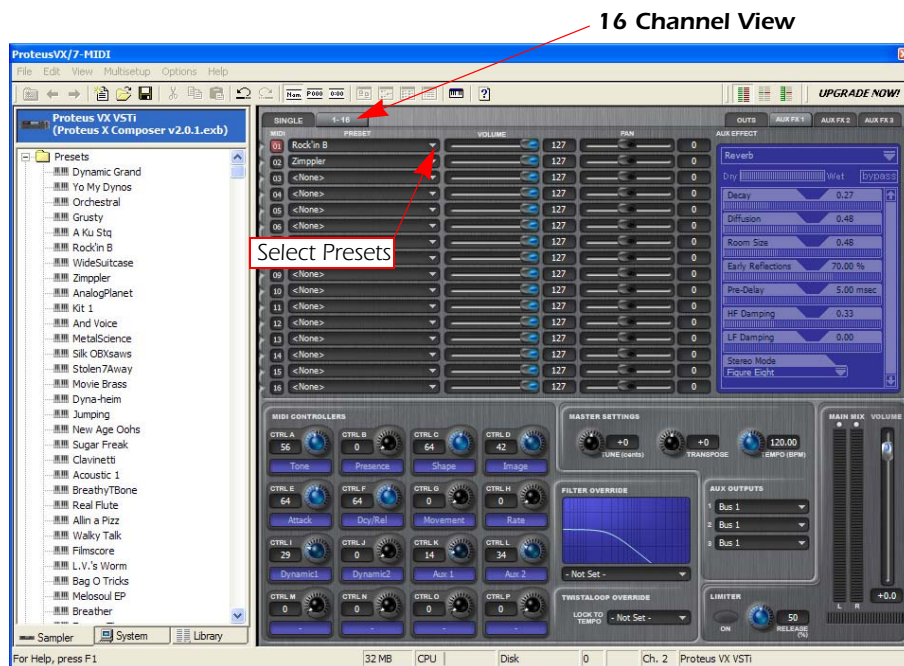 16 Channel View
ProteusVX/7-MIDI
File Edit View Multisetup Options Help
Nam P000 0:00
UPGRADE NOW!
Proteus VX VSTi
(Proteus X Composer v2.0.1.exb)
Presets
Dynamic Grand
Yo My Dynos
Orchestral
Grusty
A Ku Stq
Rock'in B
WideSuitcase
Zimppler
AnalogPlanet
Kit 1
And Voice
MetalScience
Silk OBXsaws
Stolen7Away
Movie Brass
Dyna-heim
Jumping
New Age Oohs
Sugar Freak
Clavinetti
Acoustic 1
BreathyTBone
Real Flute
Allin a Pizz
Walky Talk
Filmscore
L.V.'s Worm
Bag O Tricks
Melosoul EP
Breather
Sampler System Library
SINGLE 1-16
MIDI PRESET VOLUME PAN
01 Rock'in B 127 0
02 Zimppler 127 0
03 <None> 127 0
04 <None> 127 0
05 <None> 127 0
06 <None> 127 0
Select Presets
127 0
127 0
09 <None> 127 0
10 <None> 127 0
11 <None> 127 0
12 <None> 127 0
13 <None> 127 0
14 <None> 127 0
15 <None> 127 0
16 <None> 127 0
OUTS AUX FX 1 AUX FX 2 AUX FX 3
AUX EFFECT
Reverb
Dry Wet bypass
Decay 0.27
Diffusion 0.48
Room Size 0.48
Early Reflections 70.00 %
Pre-Delay 5.00 msec
HF Damping 0.33
LF Damping 0.00
Stereo Mode
Figure Eight
MIDI CONTROLLERS
CTRL A CTRL B CTRL C CTRL D
56 0 64 42
Tone Presence Shape Image
CTRL E CTRL F CTRL G CTRL H
64 64 0 0
Attack Dcy/Rel Movement Rate
CTRL I CTRL J CTRL K CTRL L
29 0 14 34
Dynamic1 Dynamic2 Aux 1 Aux 2
CTRL M CTRL N CTRL O CTRL P
0 0 0 0
- - - -
MASTER SETTINGS
+0 +0 120.00
TUNE (cents) TRANSPOSE TEMPO (BPM)
FILTER OVERRIDE
- Not Set -
TWISTALOOP OVERRIDE
LOCK TO TEMPO - Not Set -
AUX OUTPUTS
1 Bus 1
2 Bus 1
3 Bus 1
LIMITER
ON 50 RELEASE (%)
MAIN MIX VOLUME
L R +0.0
For Help, press F1 32 MB CPU Disk 0 Ch. 2 Proteus VX VSTi